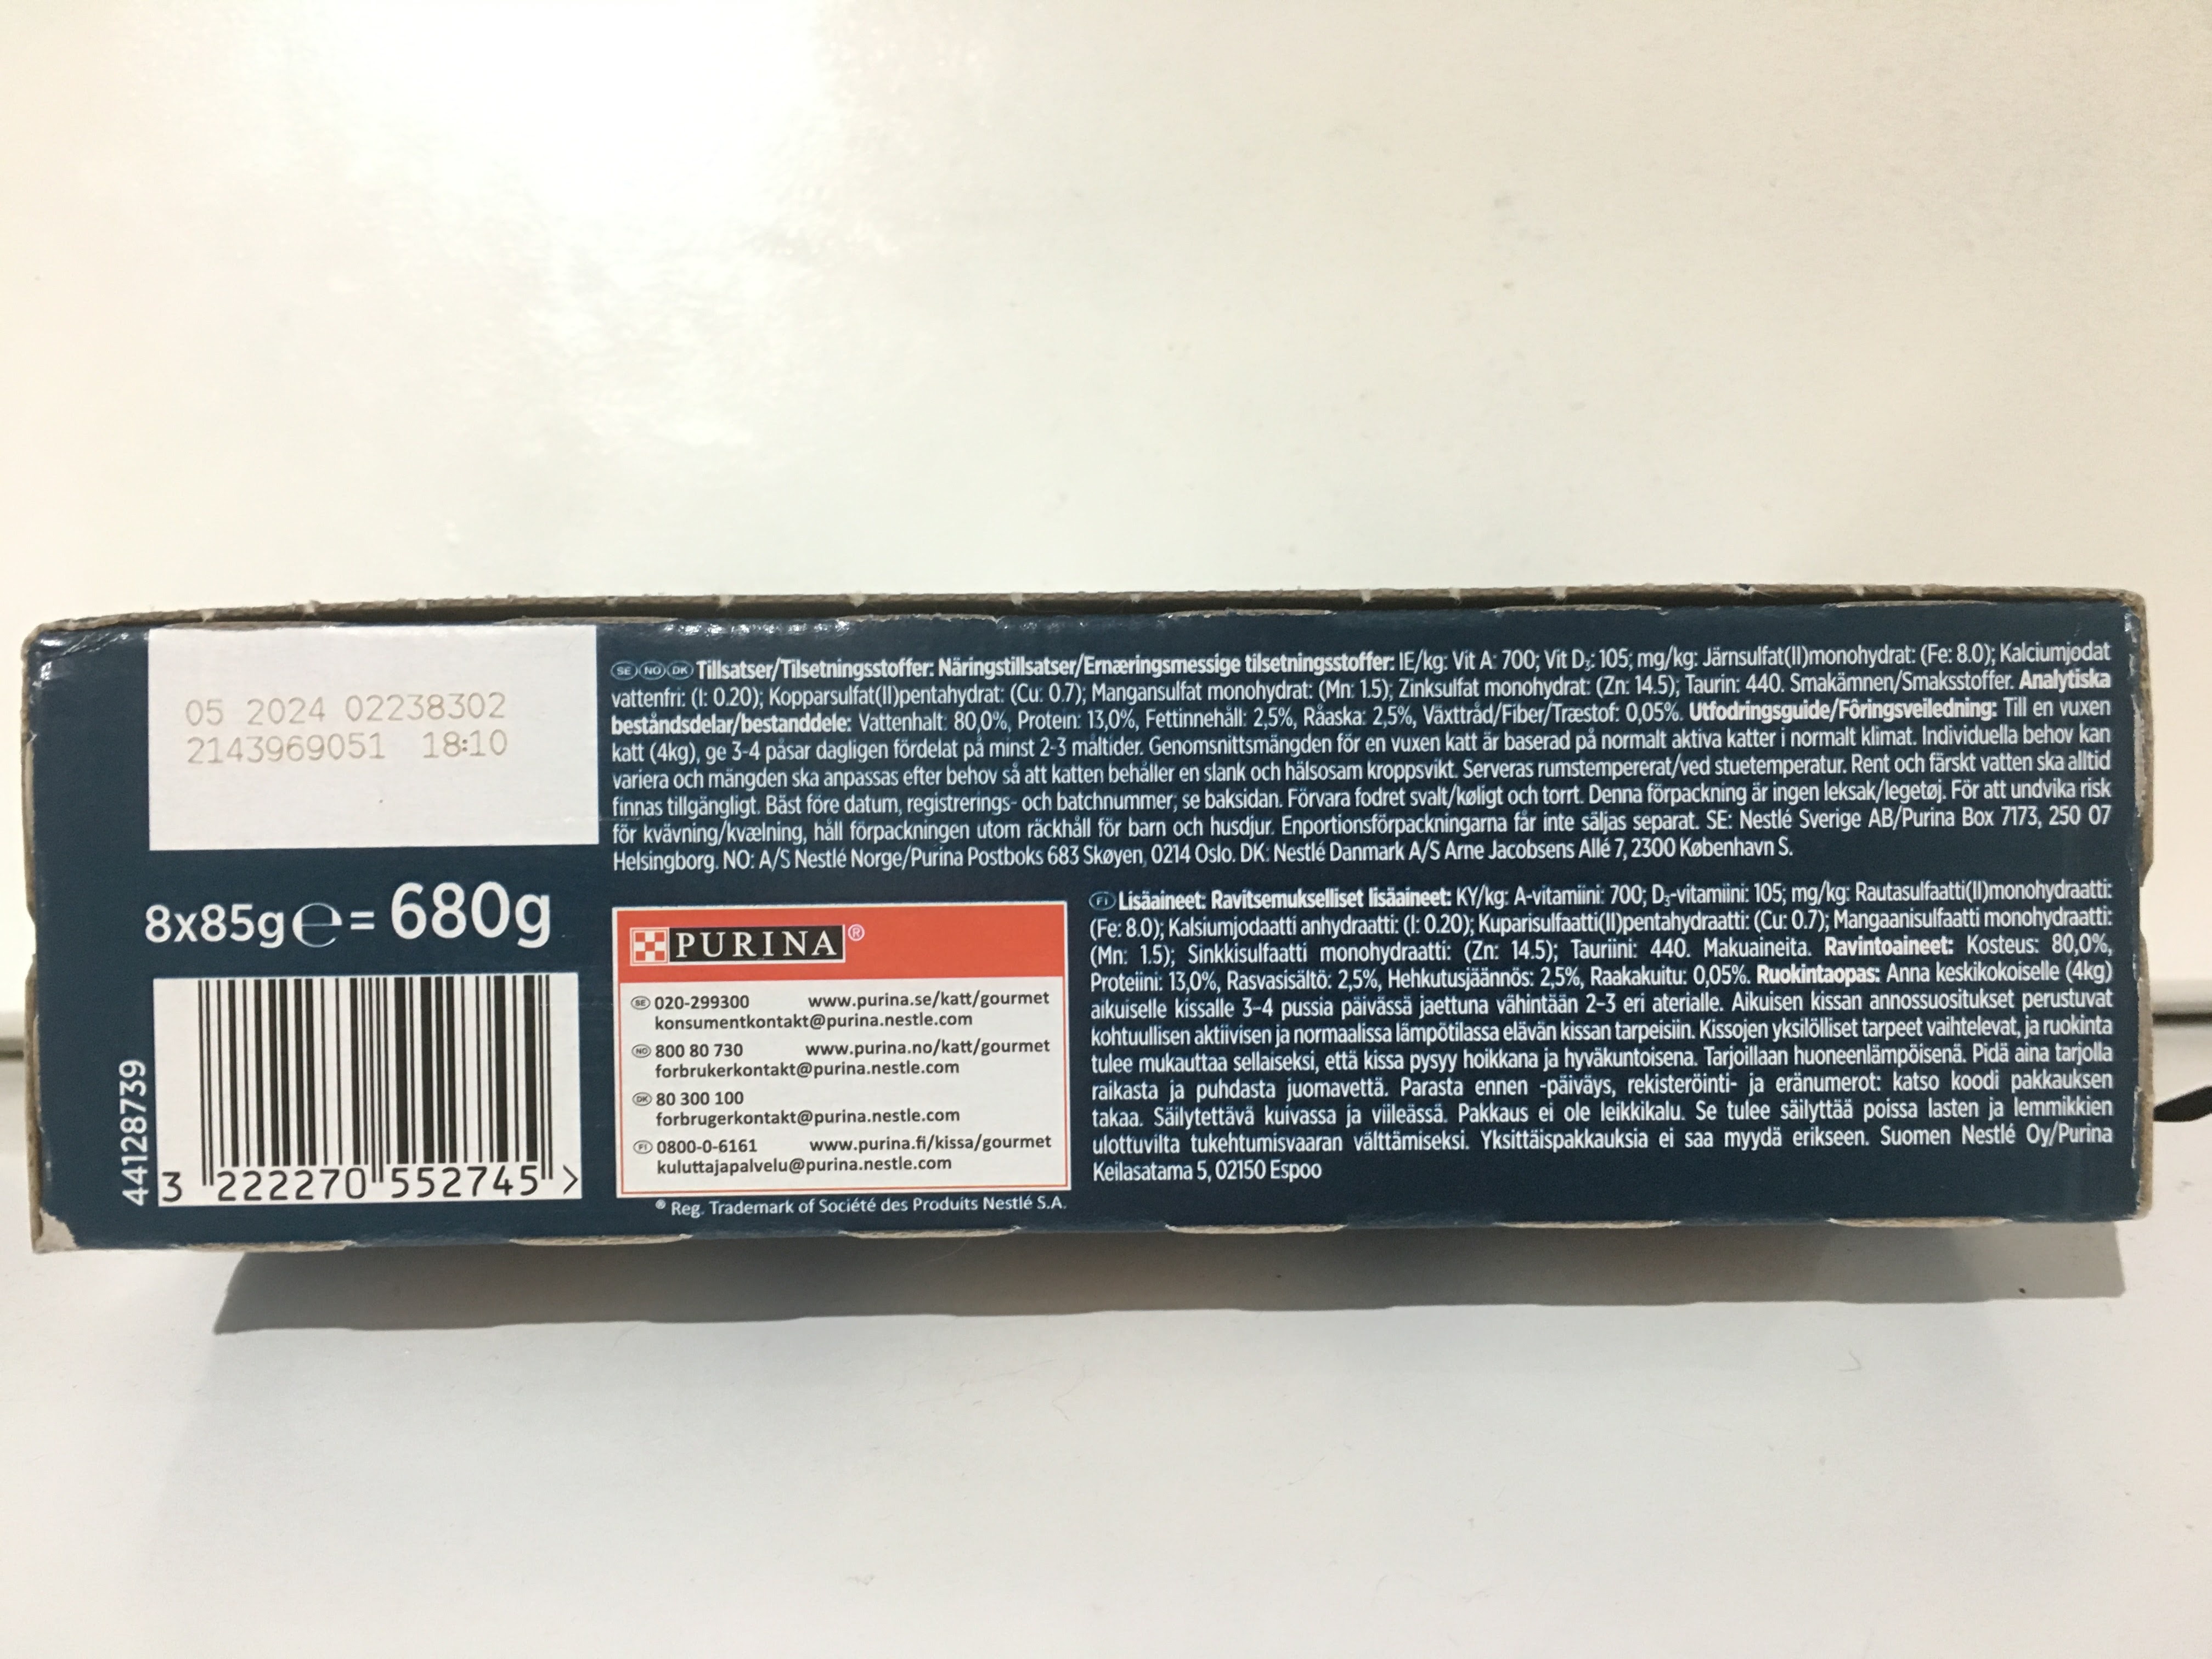 05 2024 02238302
2143969051 18:10
8x85g℮= 680g
44128739
3 222270 552745 >
SE NO DK Tillsatser/Tilsetningsstoffer: Näringstillsatser/Ernæringsmessige tilsetningsstoffer: IE/kg: Vit A: 700; Vit D₃: 105; mg/kg: Järnsulfat(II)monohydrat: (Fe: 8.0); Kalciumjodat
vattenfri: (I: 0.20); Kopparsulfat(II)pentahydrat: (Cu: 0.7); Mangansulfat monohydrat: (Mn: 1.5); Zinksulfat monohydrat: (Zn: 14.5); Taurin: 440. Smakämnen/Smaksstoffer. Analytiska
beståndsdelar/bestanddele: Vattenhalt: 80,0%, Protein: 13,0%, Fettinnehåll: 2,5%, Råaska: 2,5%, Växttråd/Fiber/Træstof: 0,05%. Utfodringsguide/Fôringsveiledning: Till en vuxen
katt (4kg), ge 3-4 påsar dagligen fördelat på minst 2-3 måltider. Genomsnittsmängden för en vuxen katt är baserad på normalt aktiva katter i normalt klimat. Individuella behov kan
variera och mängden ska anpassas efter behov så att katten behåller en slank och hälsosam kroppsvikt. Serveras rumstempererat/ved stuetemperatur. Rent och färskt vatten ska alltid
finnas tillgängligt. Bäst före datum, registrerings- och batchnummer, se baksidan. Förvara fodret svalt/køligt och torrt. Denna förpackning är ingen leksak/legetøj. För att undvika risk
för kvävning/kvælning, håll förpackningen utom räckhåll för barn och husdjur. Enportionsförpackningarna får inte säljas separat. SE: Nestlé Sverige AB/Purina Box 7173, 250 07
Helsingborg. NO: A/S Nestlé Norge/Purina Postboks 683 Skøyen, 0214 Oslo. DK: Nestlé Danmark A/S Arne Jacobsens Allé 7, 2300 København S.
PURINA®
SE 020-299300 www.purina.se/katt/gourmet
konsumentkontakt@purina.nestle.com
NO 800 80 730 www.purina.no/katt/gourmet
forbrukerkontakt@purina.nestle.com
DK 80 300 100
forbrugerkontakt@purina.nestle.com
FI 0800-0-6161 www.purina.fi/kissa/gourmet
kuluttajapalvelu@purina.nestle.com
® Reg. Trademark of Société des Produits Nestlé S.A.
FI Lisäaineet: Ravitsemukselliset lisäaineet: KY/kg: A-vitamiini: 700; D₃-vitamiini: 105; mg/kg: Rautasulfaatti(II)monohydraatti:
(Fe: 8.0); Kalsiumjodaatti anhydraatti: (I: 0.20); Kuparisulfaatti(II)pentahydraatti: (Cu: 0.7); Mangaanisulfaatti monohydraatti:
(Mn: 1.5); Sinkkisulfaatti monohydraatti: (Zn: 14.5); Tauriini: 440. Makuaineita. Ravintoaineet: Kosteus: 80,0%,
Proteiini: 13,0%, Rasvasisältö: 2,5%, Hehkutusjäännös: 2,5%, Raakakuitu: 0,05%. Ruokintaopas: Anna keskikokoiselle (4kg)
aikuiselle kissalle 3-4 pussia päivässä jaettuna vähintään 2-3 eri aterialle. Aikuisen kissan annossuositukset perustuvat
kohtuullisen aktiivisen ja normaalissa lämpötilassa elävän kissan tarpeisiin. Kissojen yksilölliset tarpeet vaihtelevat, ja ruokinta
tulee mukauttaa sellaiseksi, että kissa pysyy hoikkana ja hyväkuntoisena. Tarjoillaan huoneenlämpöisenä. Pidä aina tarjolla
raikasta ja puhdasta juomavettä. Parasta ennen -päiväys, rekisteröinti- ja eränumerot: katso koodi pakkauksen
takaa. Säilytettävä kuivassa ja viileässä. Pakkaus ei ole leikkikalu. Se tulee säilyttää poissa lasten ja lemmikkien
ulottuvilta tukehtumisvaaran välttämiseksi. Yksittäispakkauksia ei saa myydä erikseen. Suomen Nestlé Oy/Purina
Keilasatama 5, 02150 Espoo